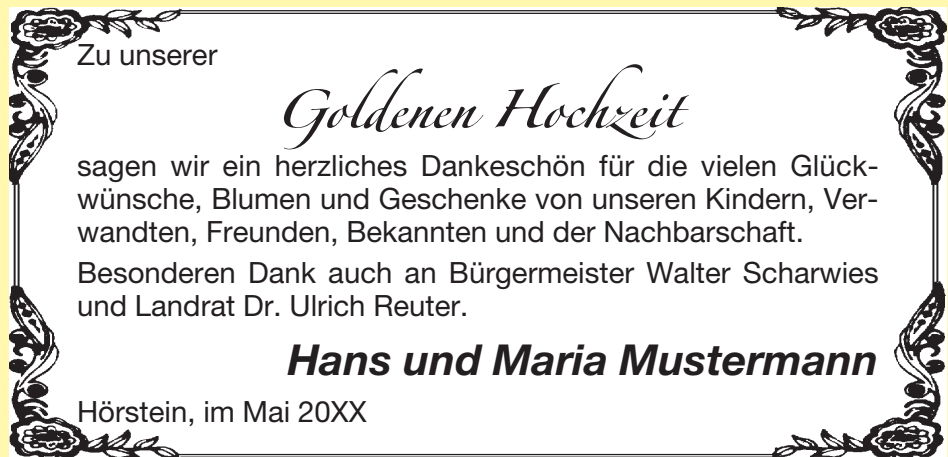 Zu unserer
Goldenen Hochzeit
sagen wir ein herzliches Dankeschön für die vielen Glück-
wünsche, Blumen und Geschenke von unseren Kindern, Ver-
wandten, Freunden, Bekannten und der Nachbarschaft.
Besonderen Dank auch an Bürgermeister Walter Scharwies
und Landrat Dr. Ulrich Reuter.
Hans und Maria Mustermann
Hörstein, im Mai 20XX